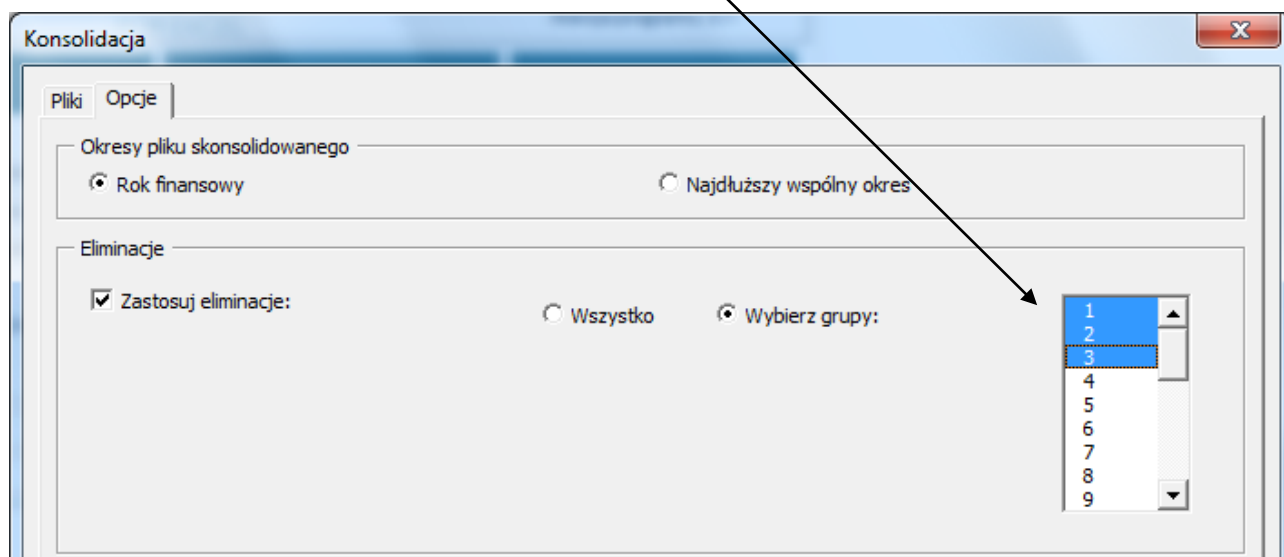 Konsolidacja
Pliki Opcje
Okresy pliku skonsolidowanego
Rok finansowy Najdłuższy wspólny okres
Eliminacje
Zastosuj eliminacje: Wszystko Wybierz grupy:
1
2
3
4
5
6
7
8
9